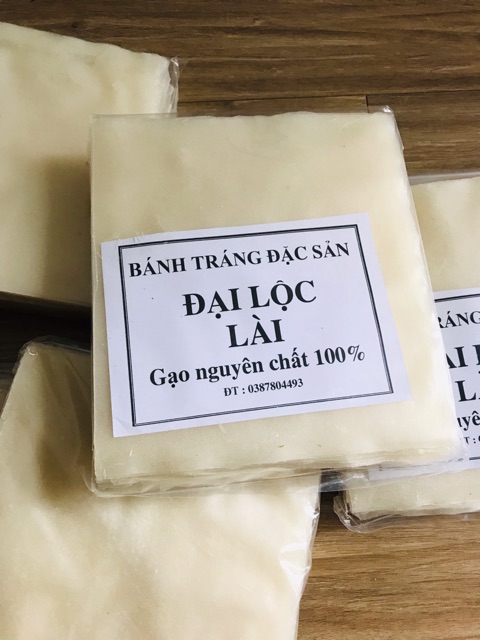 BÁNH TRÁNG ĐẶC SẢN
ĐẠI LỘC
LÀI
Gạo nguyên chất 100%
ĐT : 0387804493